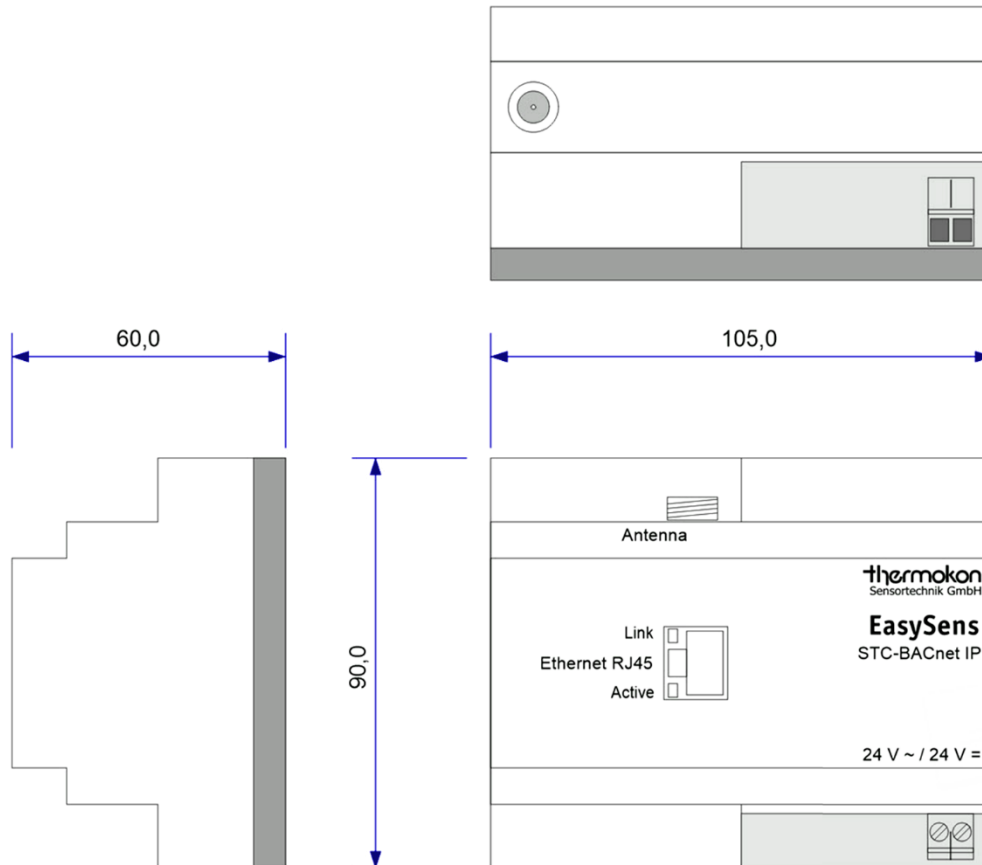 60,0
105,0
90,0
Antenna
thermokon
Sensortechnik GmbH
EasySens
STC-BACnet IP
Link
Ethernet RJ45
Active
24 V ~ / 24 V =